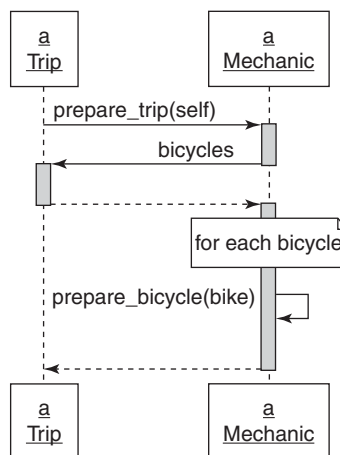 a
Trip
a
Mechanic
prepare_trip(self)
bicycles
for each bicycle
prepare_bicycle(bike)
a
Trip
a
Mechanic